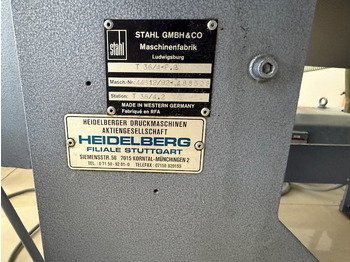 stahl
STAHL GMBH & CO
Maschinenfabrik
Ludwigsburg
Masch.-Nr.
Station:
MADE IN WESTERN GERMANY
Fabriqué en RFA
HEIDELBERGER DRUCKMASCHINEN
AKTIENGESELLSCHAFT
HEIDELBERG
FILIALE STUTTGART
SIEMENSSTR. 56 7015 KORNTAL-MÜNCHINGEN 2